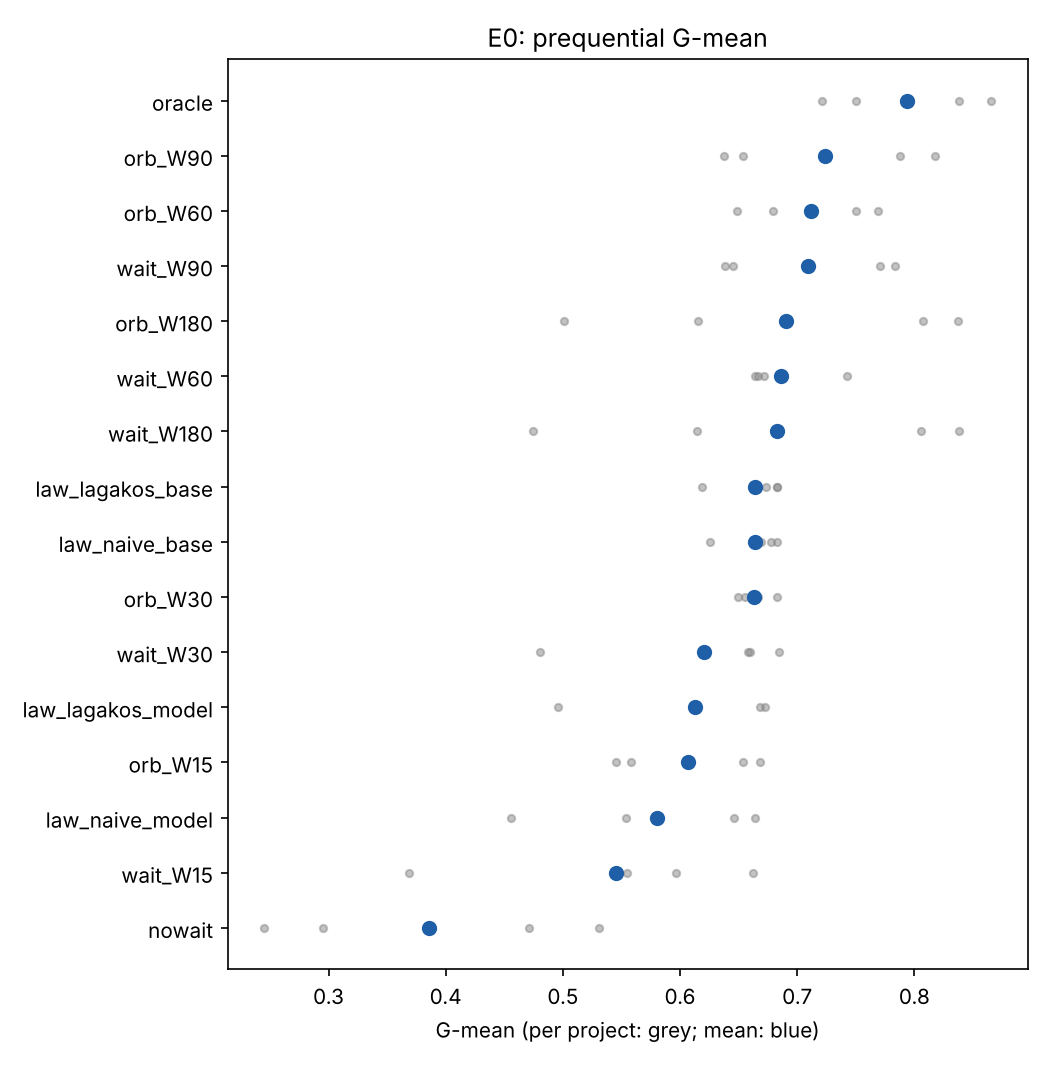 E0: prequential G-mean
oracle
orb_W90
orb_W60
wait_W90
orb_W180
wait_W60
wait_W180
law_lagakos_base
law_naive_base
orb_W30
wait_W30
law_lagakos_model
orb_W15
law_naive_model
wait_W15
nowait
0.3 0.4 0.5 0.6 0.7 0.8
G-mean (per project: grey; mean: blue)